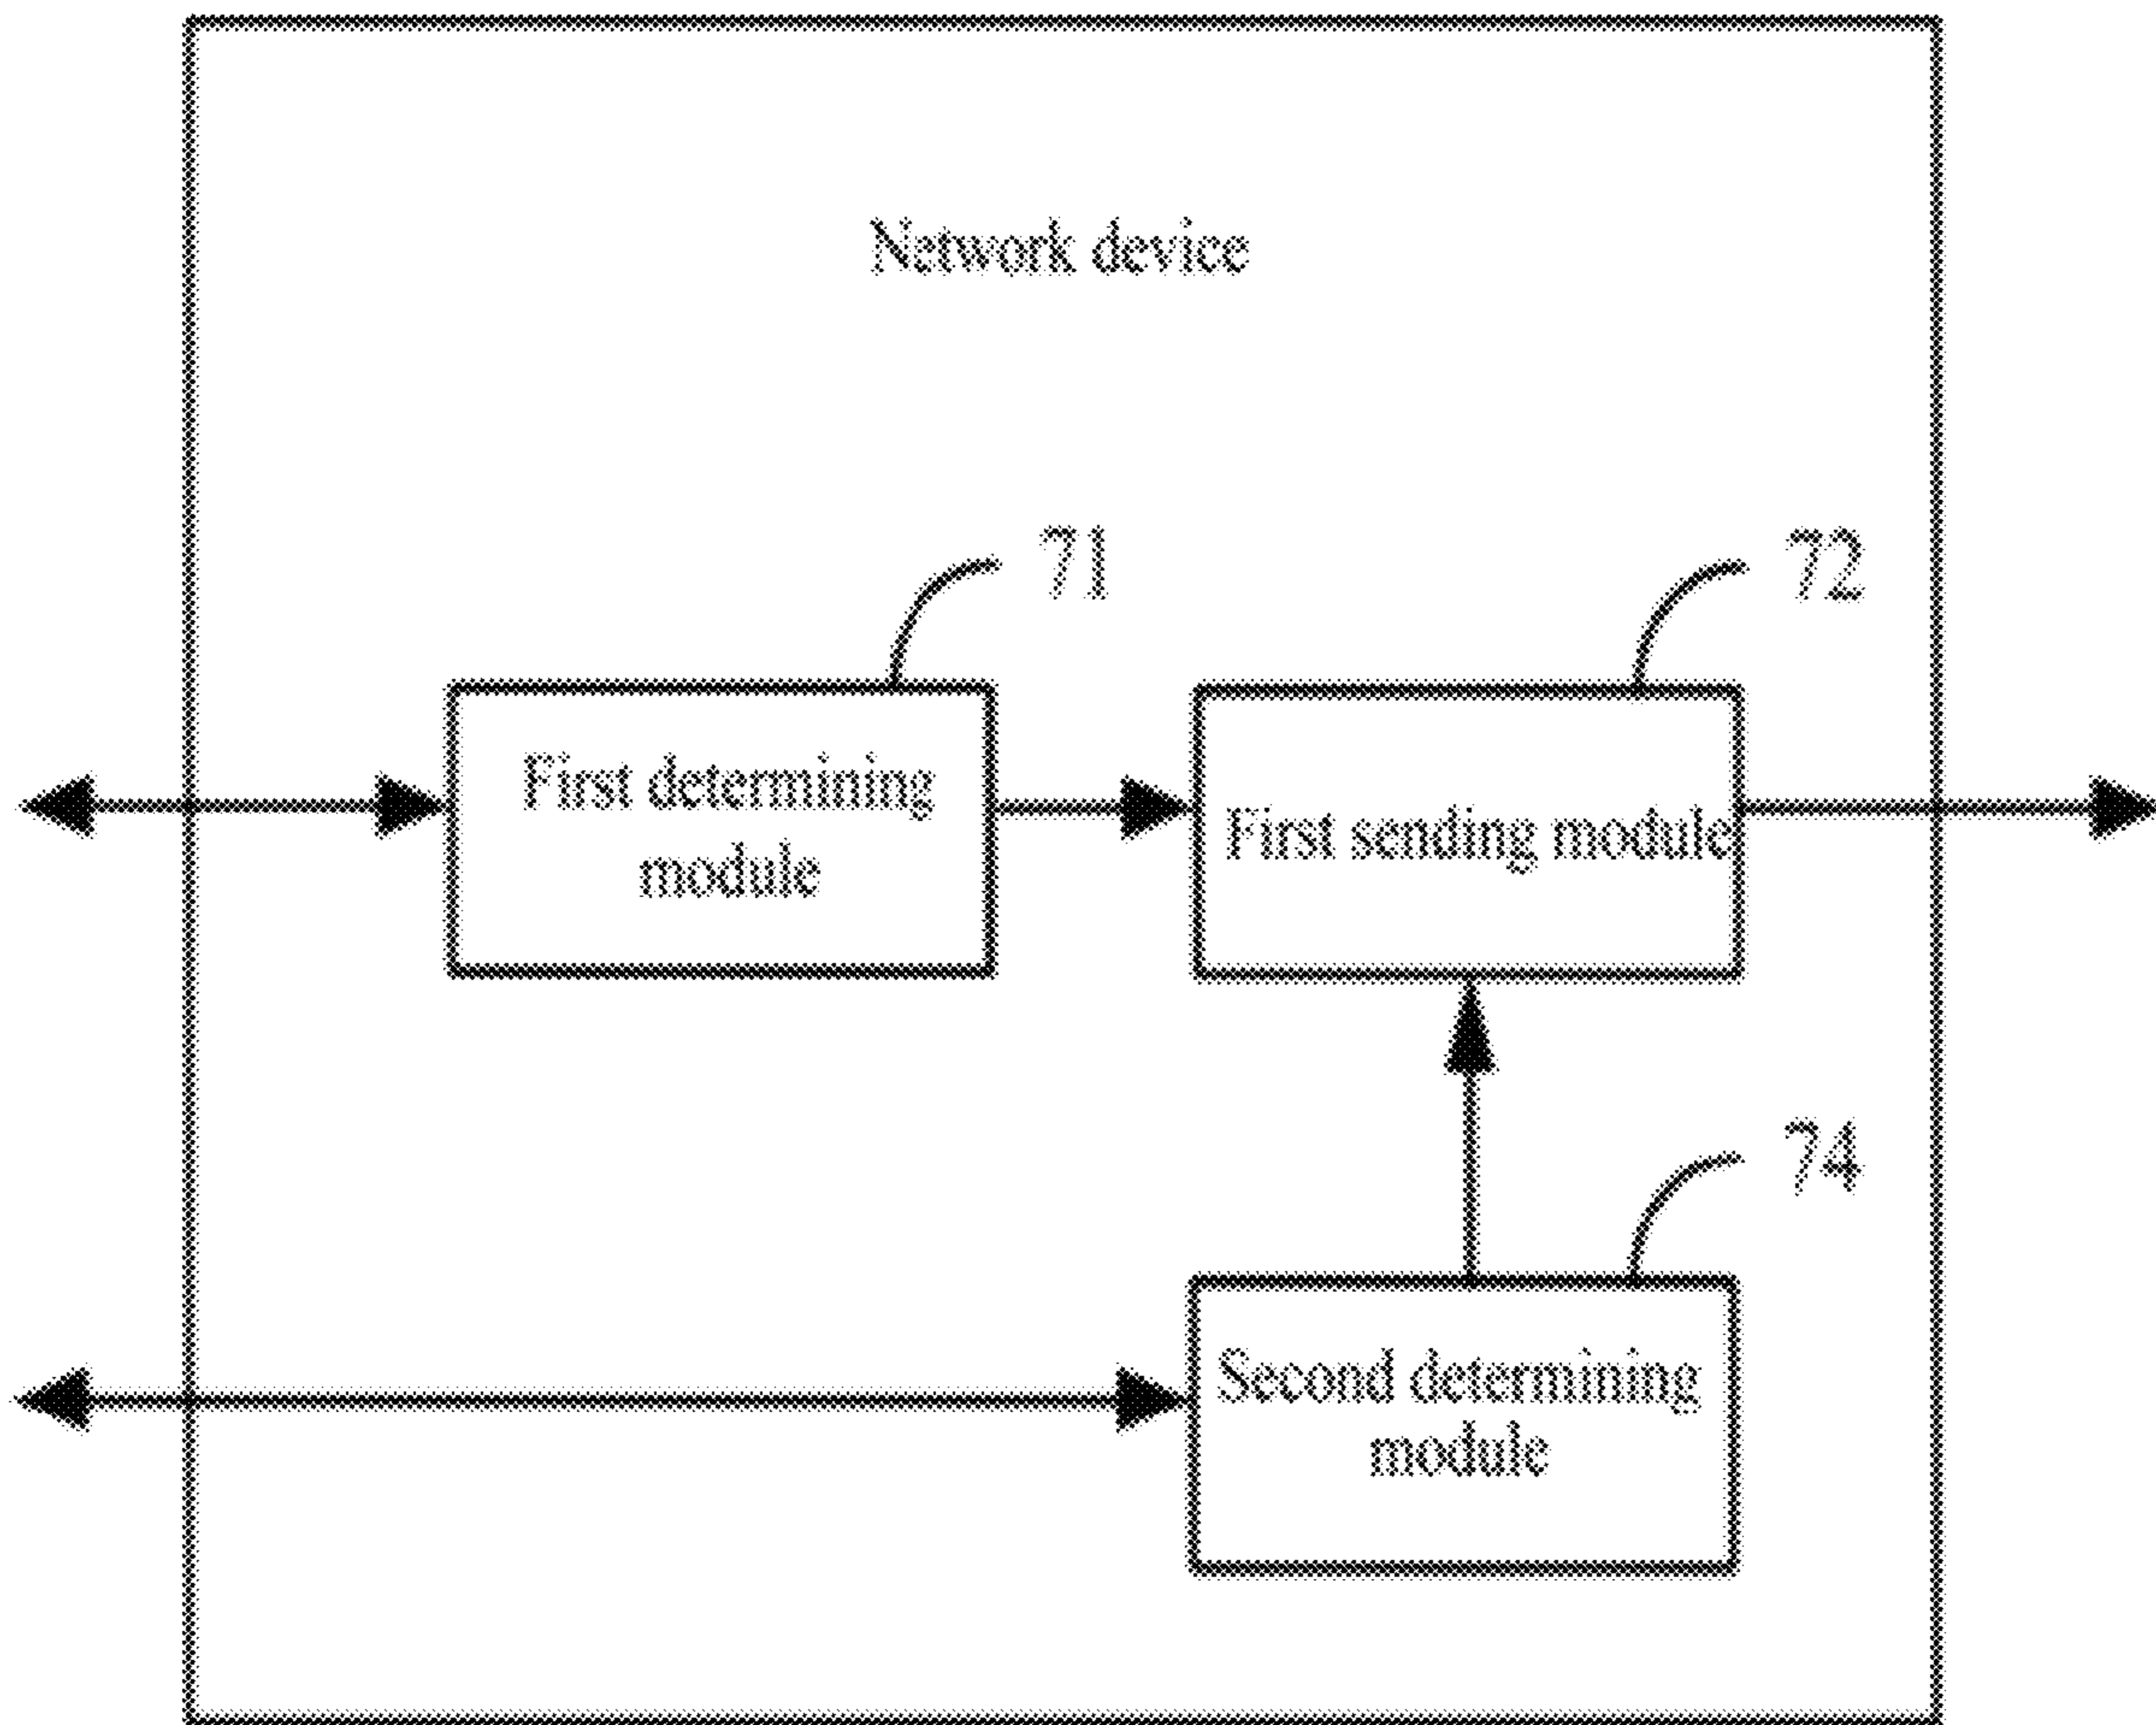 Network device
71
72
First determining
module
First sending module
74
Second determining
module